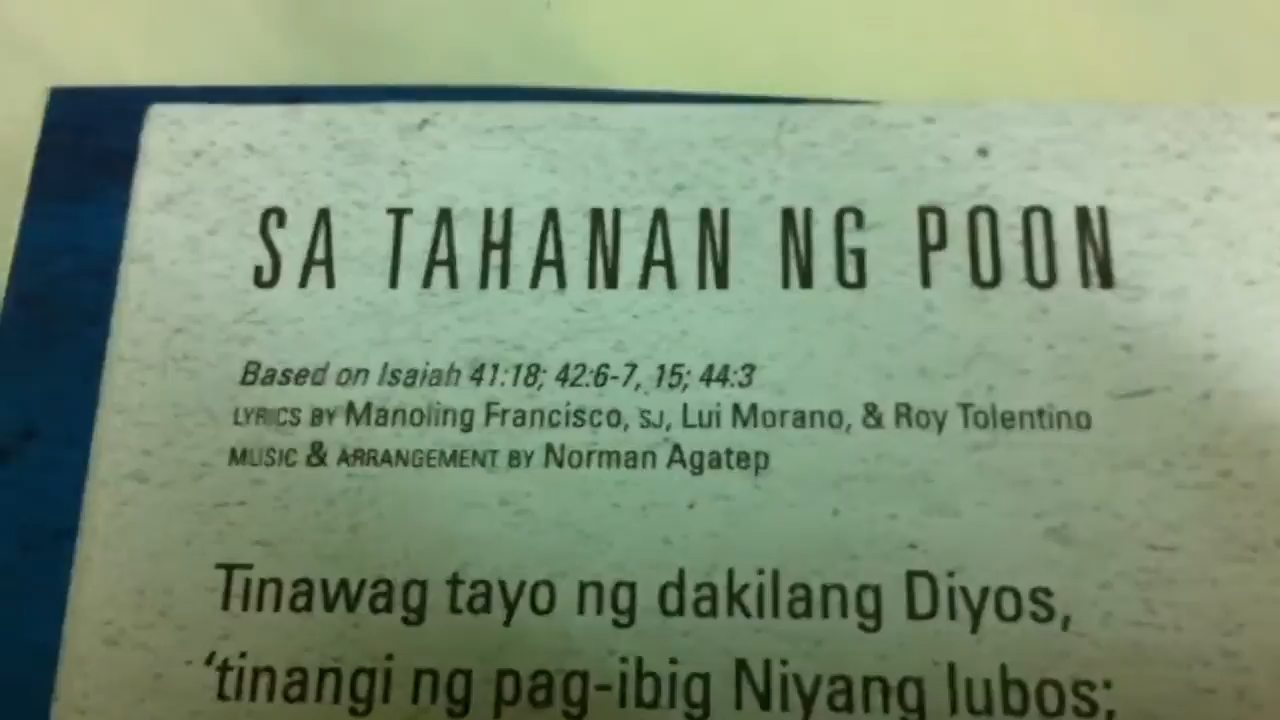 SA TAHANAN NG POON
Based on Isaiah 41:18; 42:6-7, 15; 44:3
LYRICS BY Manoling Francisco, SJ, Lui Morano, & Roy Tolentino
MUSIC & ARRANGEMENT BY Norman Agatep
Tinawag tayo ng dakilang Diyos,
‘tinangi ng pag-ibig Niyang lubos;